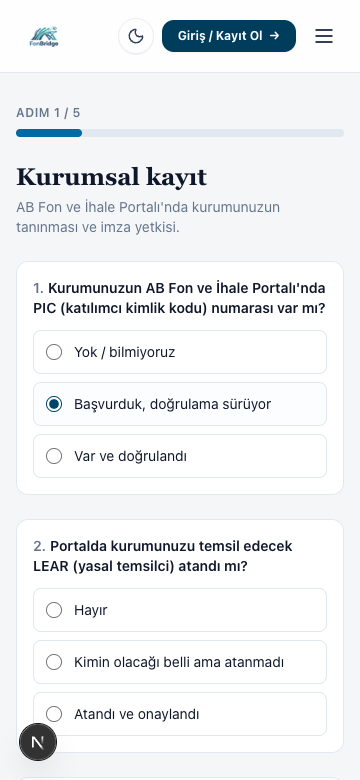 FonBridge
Giriş / Kayıt Ol →
ADIM 1 / 5
Kurumsal kayıt
AB Fon ve İhale Portalı'nda kurumunuzun
tanınması ve imza yetkisi.
1. Kurumunuzun AB Fon ve İhale Portalı'nda
PIC (katılımcı kimlik kodu) numarası var mı?
Yok / bilmiyoruz
Başvurduk, doğrulama sürüyor
Var ve doğrulandı
2. Portalda kurumunuzu temsil edecek
LEAR (yasal temsilci) atandı mı?
Hayır
Kimin olacağı belli ama atanmadı
Atandı ve onaylandı
N